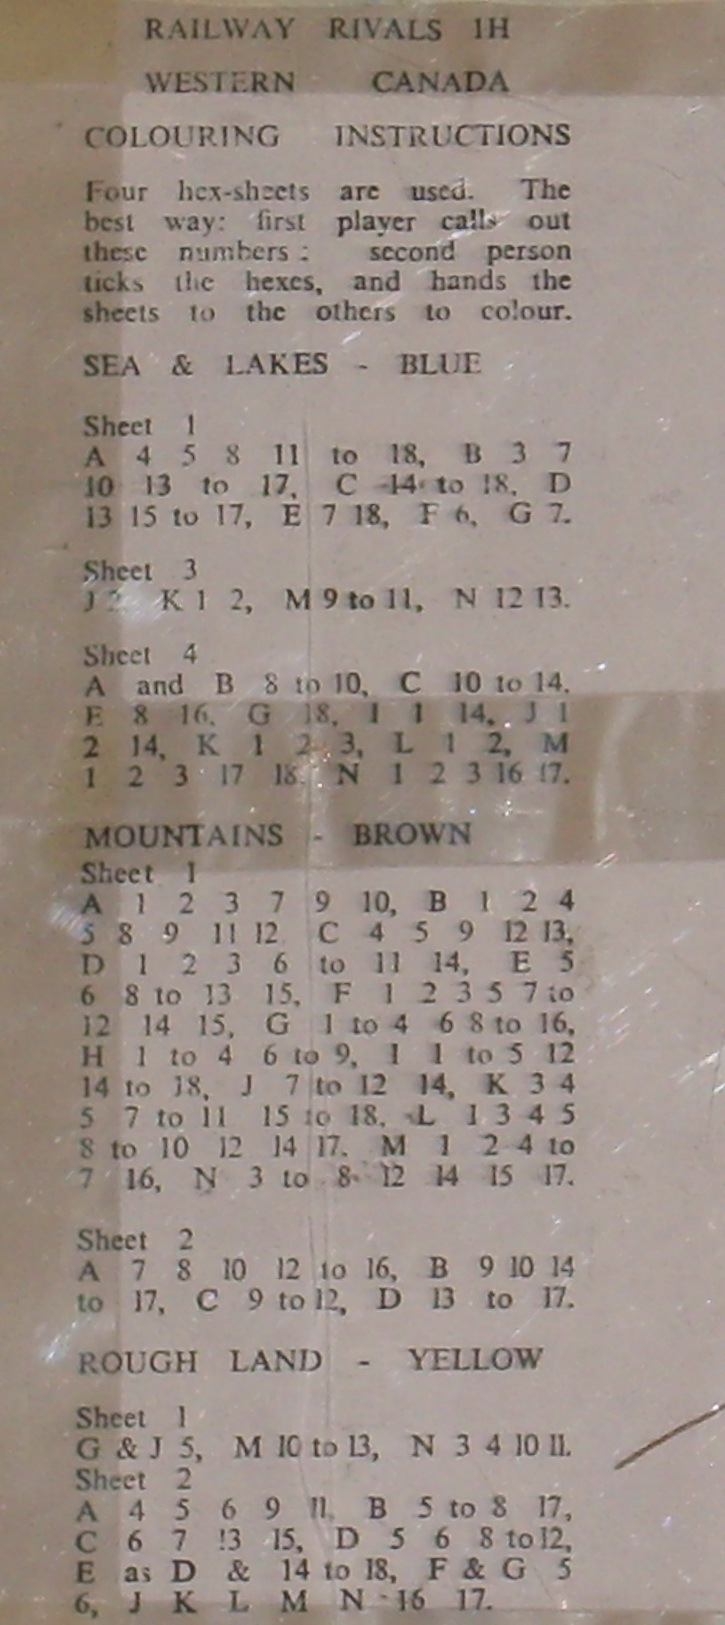 RAILWAY RIVALS 1H
WESTERN CANADA
COLOURING INSTRUCTIONS
Four hex-sheets are used. The
best way: first player calls out
these numbers: second person
ticks the hexes, and hands the
sheets to the others to colour.
SEA & LAKES - BLUE
Sheet 1
A 4 5 8 11 to 18, B 3 7
10 13 to 17, C 14 to 18, D
13 15 to 17, E 7 18, F 6, G 7.
Sheet 3
J 2, K 1 2, M 9 to 11, N 12 13.
Sheet 4
A and B 8 to 10, C 10 to 14.
E 8 16, G 18, I 1 14, J 1
2 14, K 1 2 3, L 1 2, M
1 2 3 17 18, N 1 2 3 16 17.
MOUNTAINS - BROWN
Sheet 1
A 1 2 3 7 9 10, B 1 2 4
5 8 9 11 12 C 4 5 9 12 13,
D 1 2 3 6 to 11 14, E 5
6 8 to 13 15, F 1 2 3 5 7 to
12 14 15, G 1 to 4 6 8 to 16,
H 1 to 4 6 to 9, I 1 to 5 12
14 to 18, J 7 to 12 14, K 3 4
5 7 to 11 15 to 18, L 1 3 4 5
8 to 10 12 14 17. M 1 2 4 to
7 16, N 3 to 8 12 14 15 17.
Sheet 2
A 7 8 10 12 to 16, B 9 10 14
to 17, C 9 to 12, D 13 to 17.
ROUGH LAND - YELLOW
Sheet 1
G & J 5, M 10 to 13, N 3 4 10 11.
Sheet 2
A 4 5 6 9 11, B 5 to 8 17,
C 6 7 13 15, D 5 6 8 to 12,
E as D & 14 to 18, F & G 5
6, J K L M N 16 17.